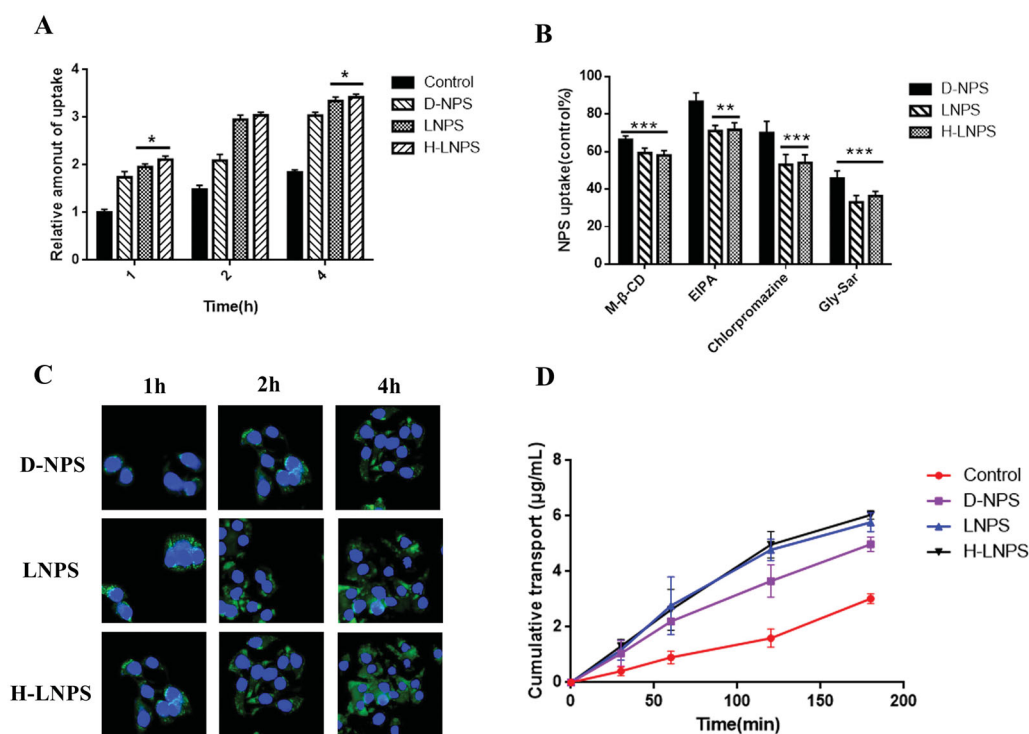 A
Relative amonut of uptake
4
3
2
1
0
*
*
1
2
4
Time(h)
Control
D-NPS
LNPS
H-LNPS
B
NPS uptake(control%)
100
80
60
40
20
0
***
**
***
***
M-β-CD
EIPA
Chlorpromazine
Gly-Sar
D-NPS
LNPS
H-LNPS
C
1h
2h
4h
D-NPS
LNPS
H-LNPS
D
Cumulative transport (µg/mL)
8
6
4
2
0
0
50
100
150
200
Time(min)
Control
D-NPS
LNPS
H-LNPS